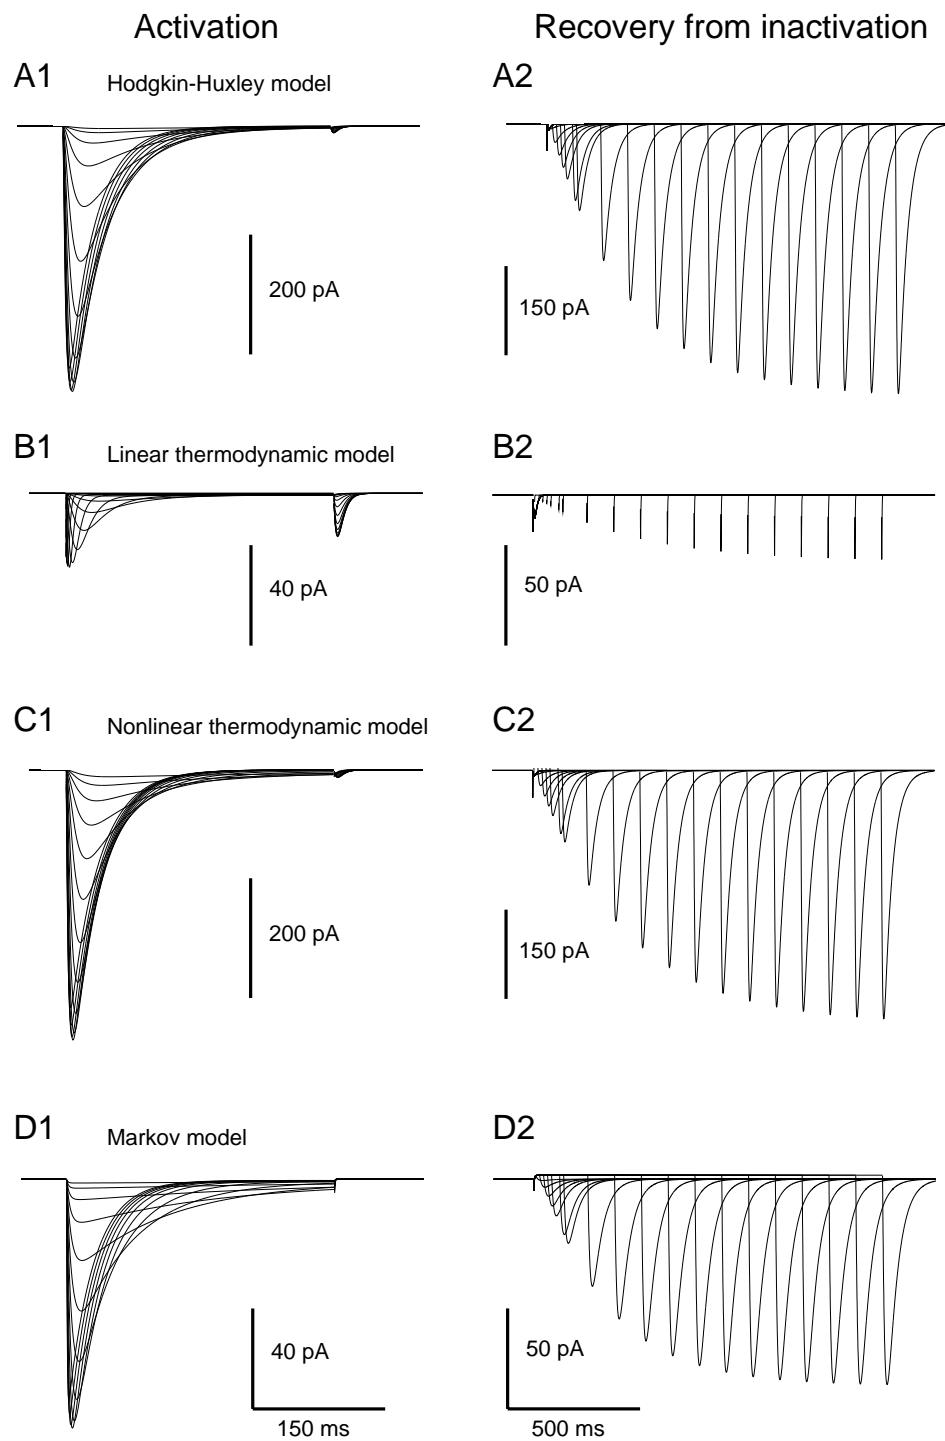 Activation
Recovery from inactivation
A1
Hodgkin-Huxley model
A2
200 pA
150 pA
B1
Linear thermodynamic model
B2
40 pA
50 pA
C1
Nonlinear thermodynamic model
C2
200 pA
150 pA
D1
Markov model
D2
40 pA
150 ms
50 pA
500 ms